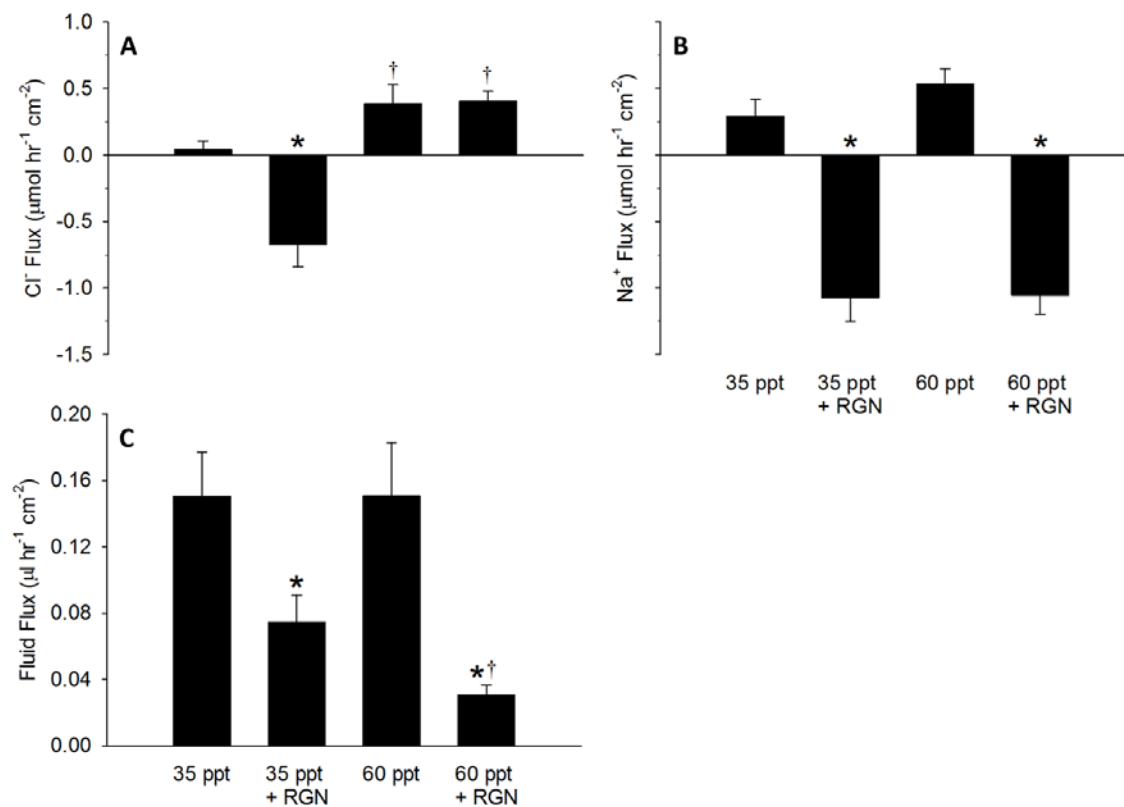 A
Cl⁻ Flux (μmol hr⁻¹ cm⁻²)
1.0
0.5
0.0
-0.5
-1.0
-1.5
*
†
†
B
Na⁺ Flux (μmol hr⁻¹ cm⁻²)
*
*
35 ppt
35 ppt
+ RGN
60 ppt
60 ppt
+ RGN
C
Fluid Flux (μl hr⁻¹ cm⁻²)
0.20
0.16
0.12
0.08
0.04
0.00
*
*†
35 ppt
35 ppt
+ RGN
60 ppt
60 ppt
+ RGN